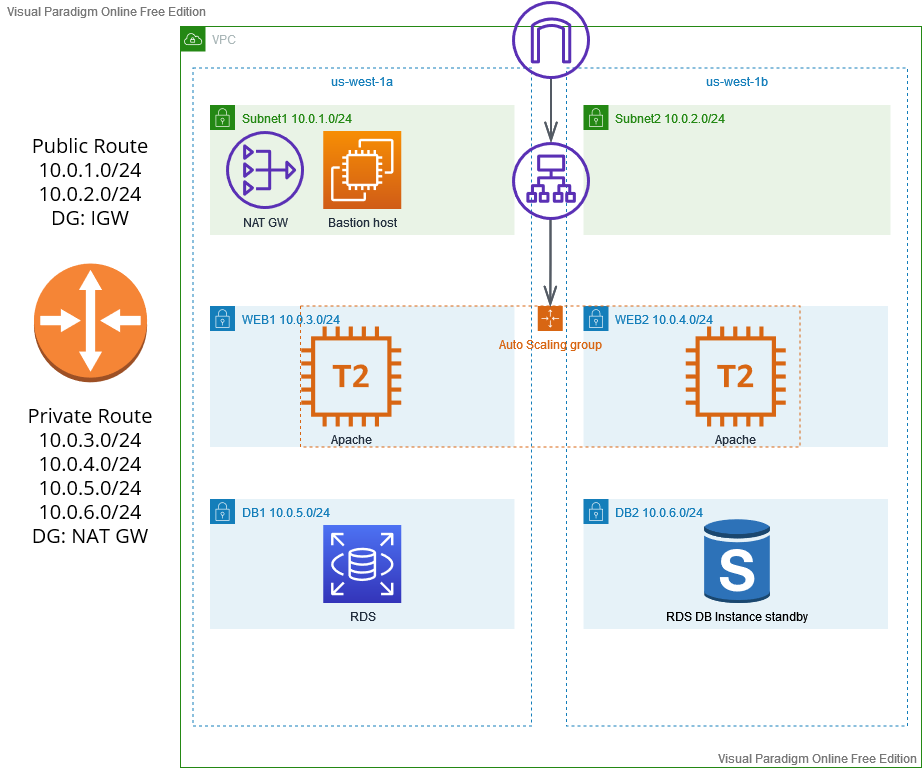 Visual Paradigm Online Free Edition
VPC
us-west-1a
us-west-1b
Subnet1 10.0.1.0/24
Subnet2 10.0.2.0/24
NAT GW
Bastion host
Public Route
10.0.1.0/24
10.0.2.0/24
DG: IGW
WEB1 10.0.3.0/24
WEB2 10.0.4.0/24
Auto Scaling group
T2
T2
Apache
Apache
Private Route
10.0.3.0/24
10.0.4.0/24
10.0.5.0/24
10.0.6.0/24
DG: NAT GW
DB1 10.0.5.0/24
DB2 10.0.6.0/24
S
RDS
RDS DB Instance standby
Visual Paradigm Online Free Edition